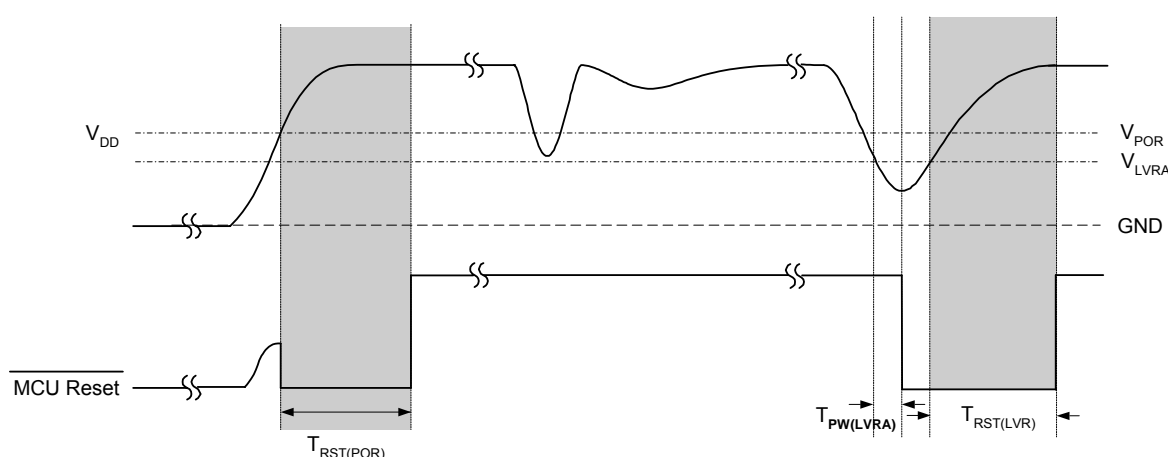 V_DD
V_POR
V_LVRA
GND
MCU Reset
T_RST(POR)
T_PW(LVRA)
T_RST(LVR)